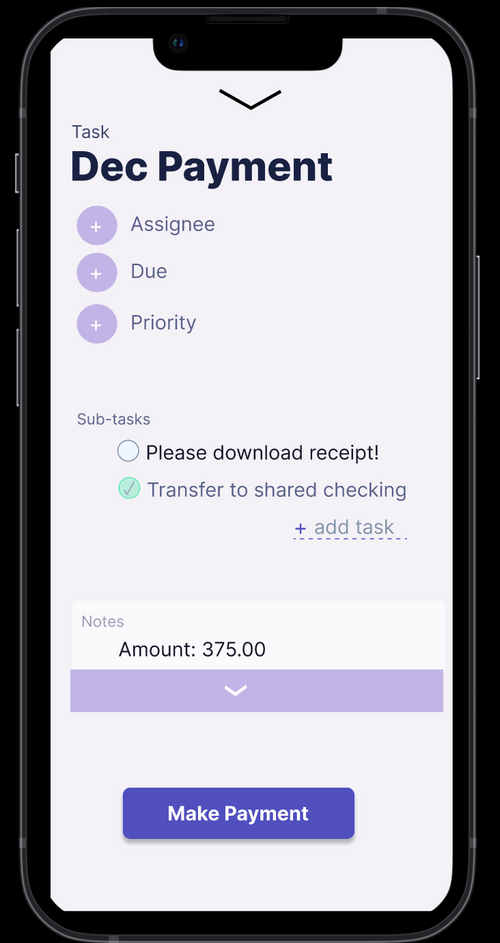 Task
Dec Payment
+ Assignee
+ Due
+ Priority
Sub-tasks
Please download receipt!
Transfer to shared checking
+ add task
Notes
Amount: 375.00
Make Payment